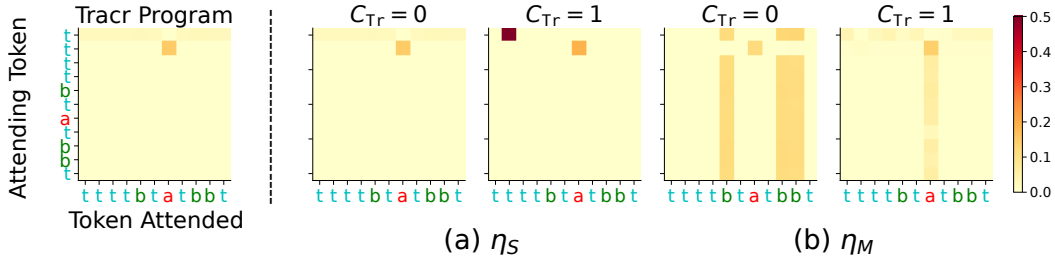 Tracr Program
C_Tr = 0
C_Tr = 1
C_Tr = 0
C_Tr = 1
Attending Token
t
t
t
t
b
t
a
t
b
b
t
t t t t b t a t b b t
t t t t b t a t b b t
t t t t b t a t b b t
t t t t b t a t b b t
t t t t b t a t b b t
Token Attended
0.5
0.4
0.3
0.2
0.1
0.0
(a) η_S
(b) η_M